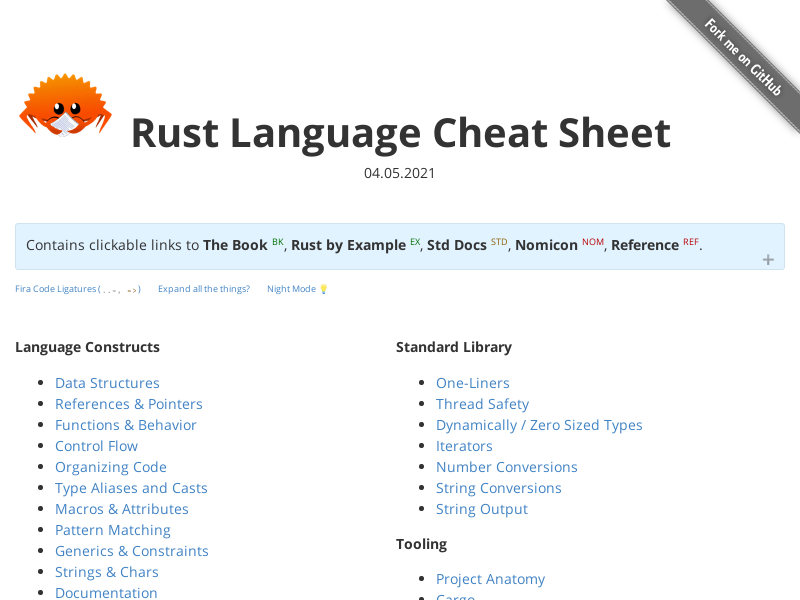 Fork me on GitHub
Rust Language Cheat Sheet
04.05.2021
Contains clickable links to The Book BK, Rust by Example EX, Std Docs STD, Nomicon NOM, Reference REF.
+
Fira Code Ligatures (..=, =>) Expand all the things? Night Mode 💡
Language Constructs
Data Structures
References & Pointers
Functions & Behavior
Control Flow
Organizing Code
Type Aliases and Casts
Macros & Attributes
Pattern Matching
Generics & Constraints
Strings & Chars
Documentation
Standard Library
One-Liners
Thread Safety
Dynamically / Zero Sized Types
Iterators
Number Conversions
String Conversions
String Output
Tooling
Project Anatomy
Cargo